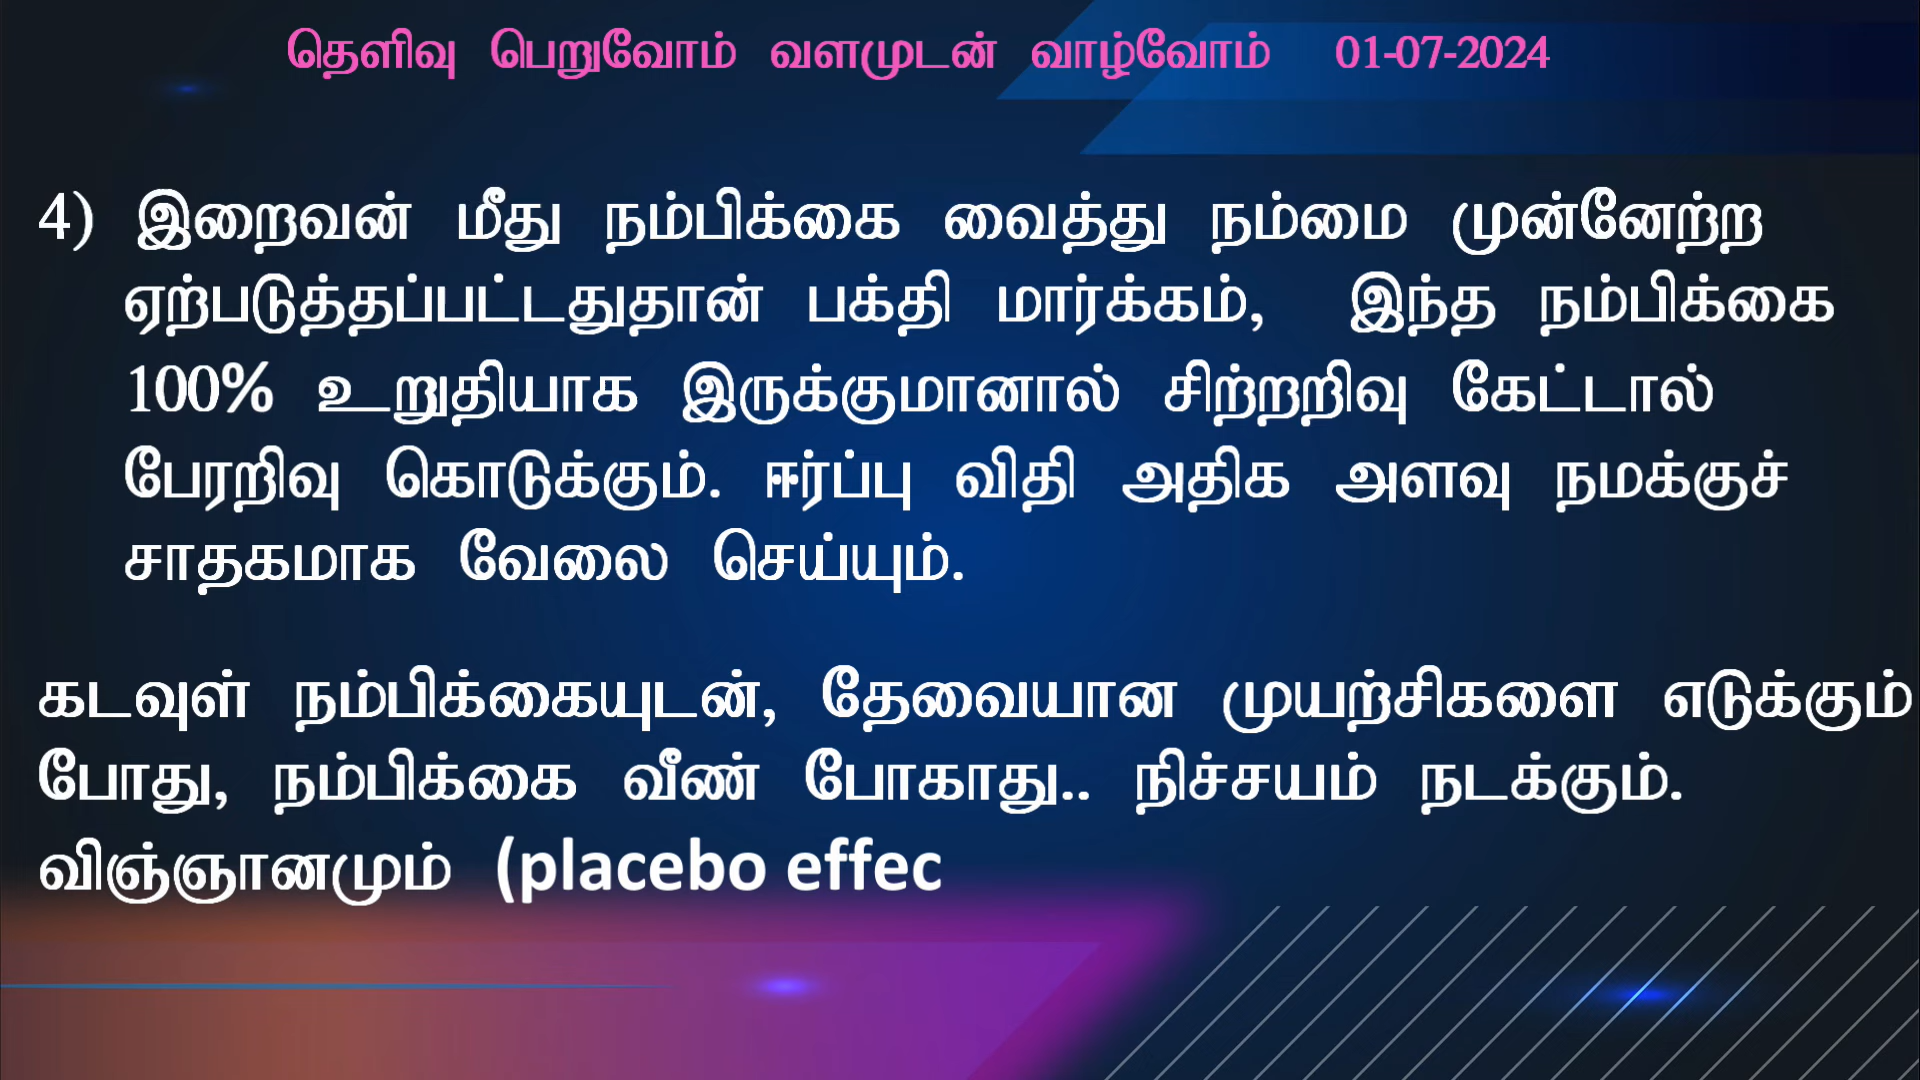 தெளிவு பெறுவோம் வளமுடன் வாழ்வோம் 01-07-2024
4) இறைவன் மீது நம்பிக்கை வைத்து நம்மை முன்னேற்ற
ஏற்படுத்தப்பட்டதுதான் பக்தி மார்க்கம், இந்த நம்பிக்கை
100% உறுதியாக இருக்குமானால் சிற்றறிவு கேட்டால்
பேரறிவு கொடுக்கும். ஈர்ப்பு விதி அதிக அளவு நமக்குச்
சாதகமாக வேலை செய்யும்.
கடவுள் நம்பிக்கையுடன், தேவையான முயற்சிகளை எடுக்கும்
போது, நம்பிக்கை வீண் போகாது.. நிச்சயம் நடக்கும்.
விஞ்ஞானமும் (placebo effec